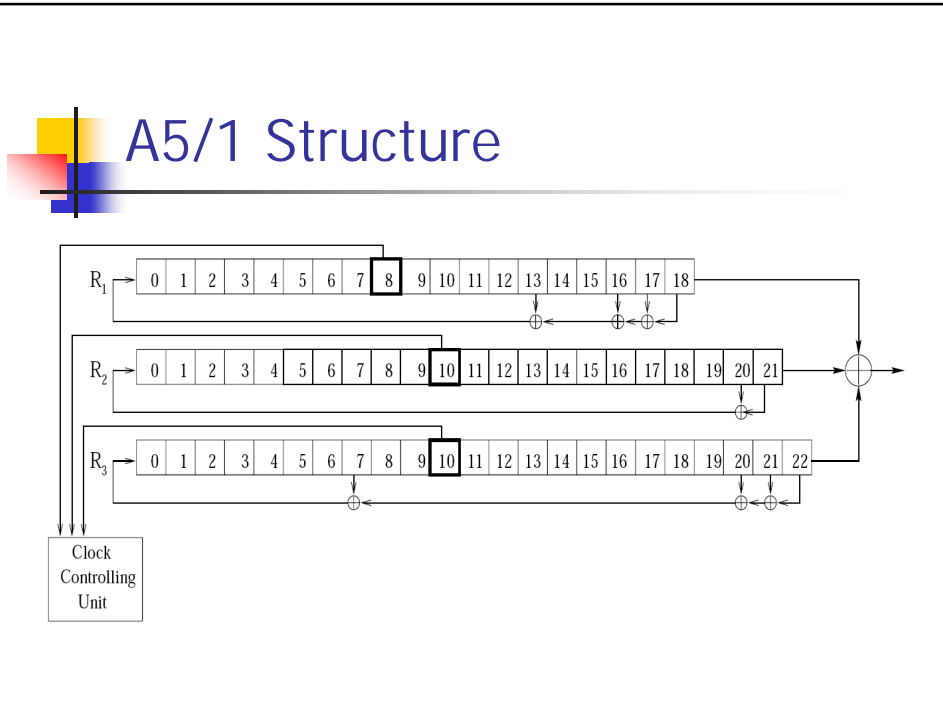 A5/1 Structure
R1 0 1 2 3 4 5 6 7 8 9 10 11 12 13 14 15 16 17 18
R2 0 1 2 3 4 5 6 7 8 9 10 11 12 13 14 15 16 17 18 19 20 21
R3 0 1 2 3 4 5 6 7 8 9 10 11 12 13 14 15 16 17 18 19 20 21 22
Clock
Controlling
Unit